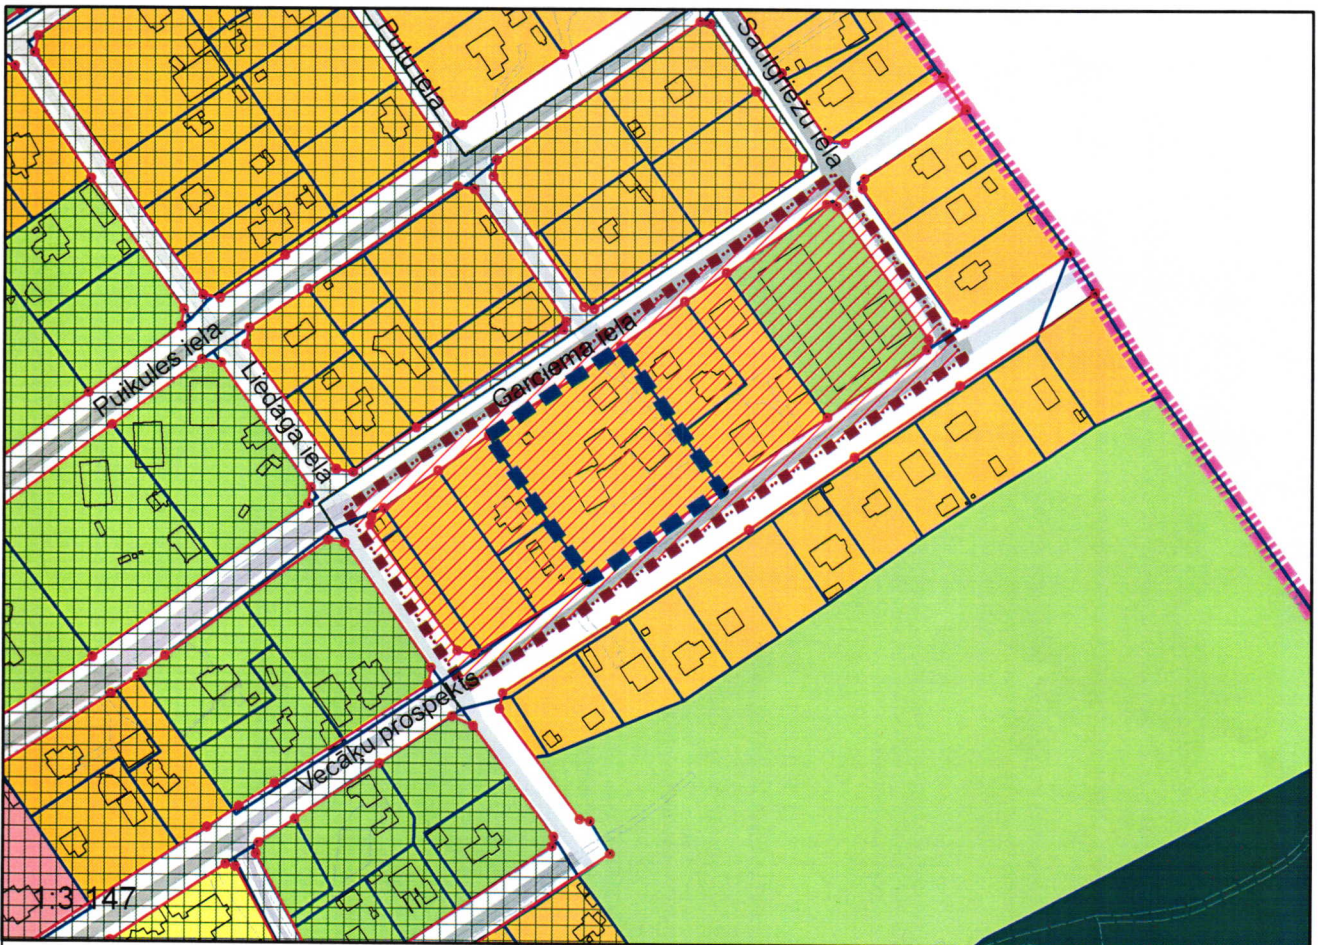 Putu iela
Saulgriežu iela
Puikules iela
Liedaga iela
Garciema iela
Vecāķu prospekts
1:3 147